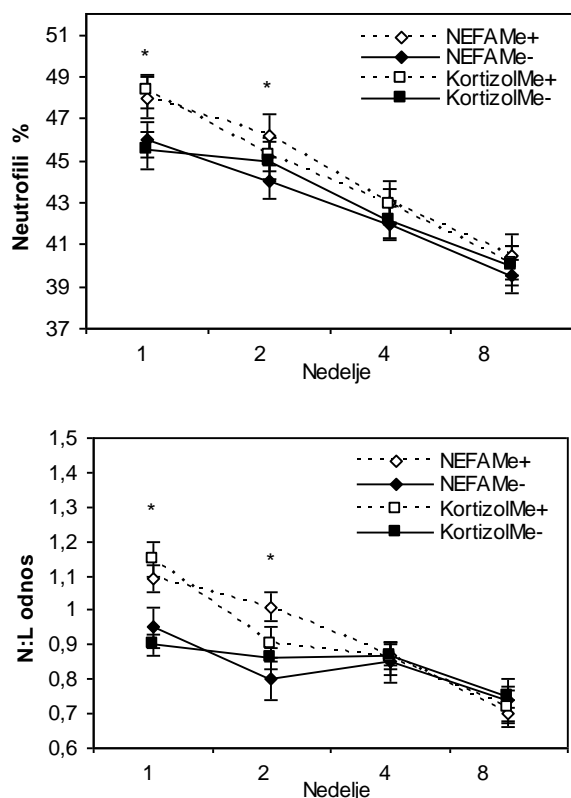 51
49
47
45
43
41
39
37
Neutrofili %
*
*
NEFAMe+
NEFAMe-
KortizolMe+
KortizolMe-
1
2
4
8
Nedelje
1,5
1,4
1,3
1,2
1,1
1
0,9
0,8
0,7
0,6
N:L odnos
*
*
NEFAMe+
NEFAMe-
KortizolMe+
KortizolMe-
1
2
4
8
Nedelje